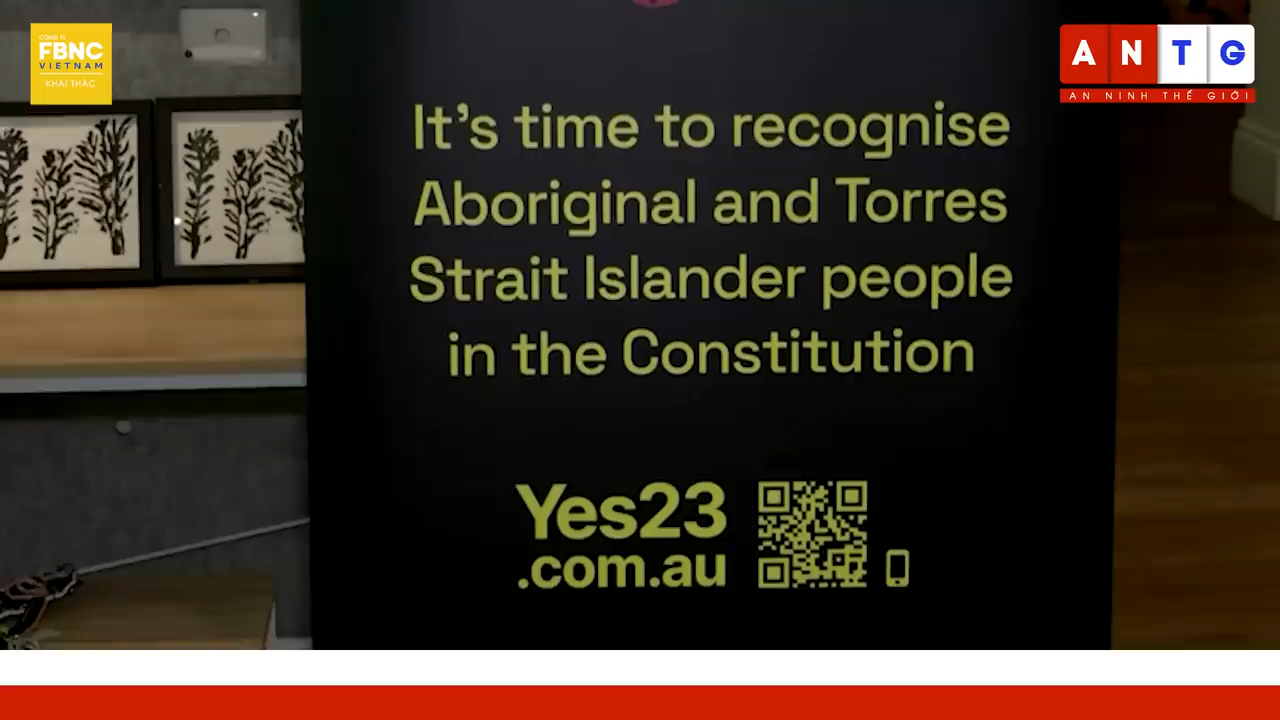 CÔNG TY
FBNC
VIETNAM
KHAI THÁC
ANTG
AN NINH THẾ GIỚI
It's time to recognise
Aboriginal and Torres
Strait Islander people
in the Constitution
Yes23
.com.au